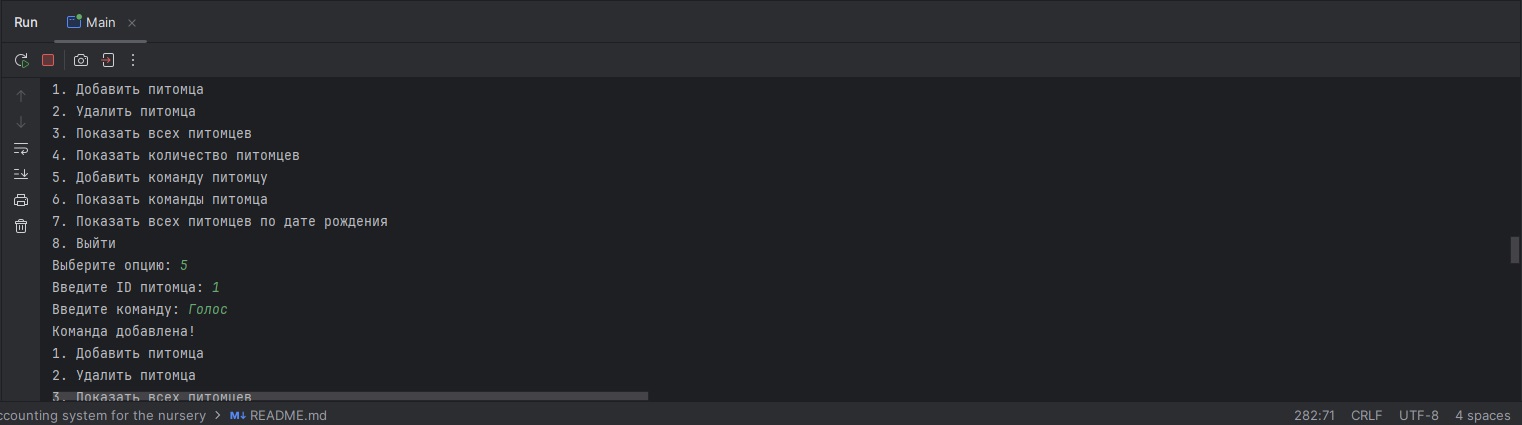 Run Main
1. Добавить питомца
2. Удалить питомца
3. Показать всех питомцев
4. Показать количество питомцев
5. Добавить команду питомцу
6. Показать команды питомца
7. Показать всех питомцев по дате рождения
8. Выйти
Выберите опцию: 5
Введите ID питомца: 1
Введите команду: Голос
Команда добавлена!
1. Добавить питомца
2. Удалить питомца
3. Показать всех питомцев
ccounting system for the nursery > M↓ README.md 282:71 CRLF UTF-8 4 spaces